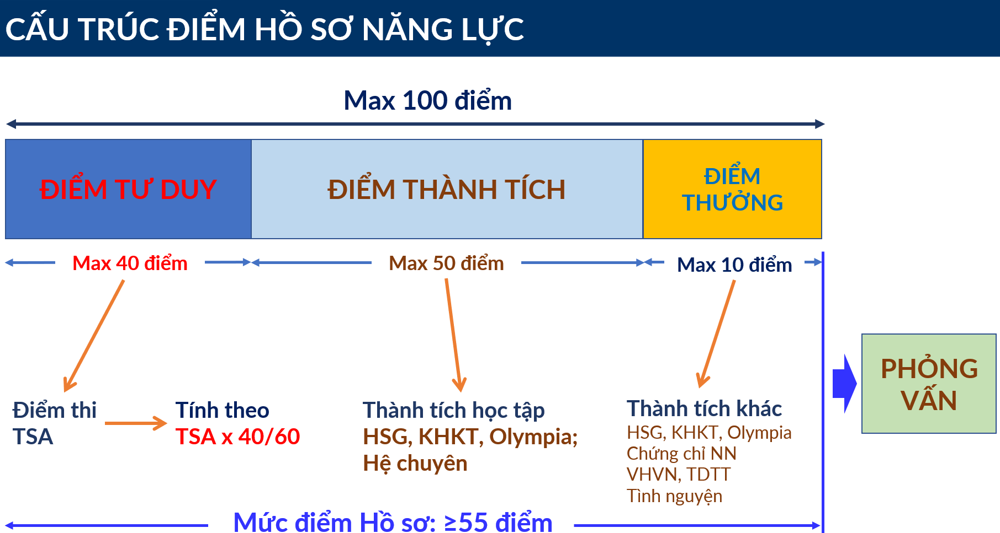 CẤU TRÚC ĐIỂM HỒ SƠ NĂNG LỰC
Max 100 điểm
ĐIỂM TƯ DUY
ĐIỂM THÀNH TÍCH
ĐIỂM
THƯỞNG
Max 40 điểm
Max 50 điểm
Max 10 điểm
Điểm thi
TSA
Tính theo
TSA x 40/60
Thành tích học tập
HSG, KHKT, Olympia;
Hệ chuyên
Thành tích khác
HSG, KHKT, Olympia
Chứng chỉ NN
VHVN, TDTT
Tình nguyện
PHỎNG
VẤN
Mức điểm Hồ sơ: ≥55 điểm